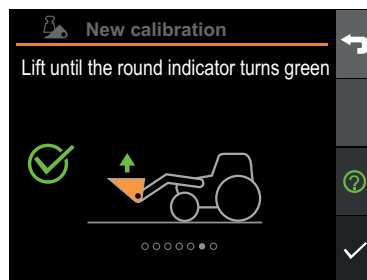 New calibration
Lift until the round indicator turns green
?